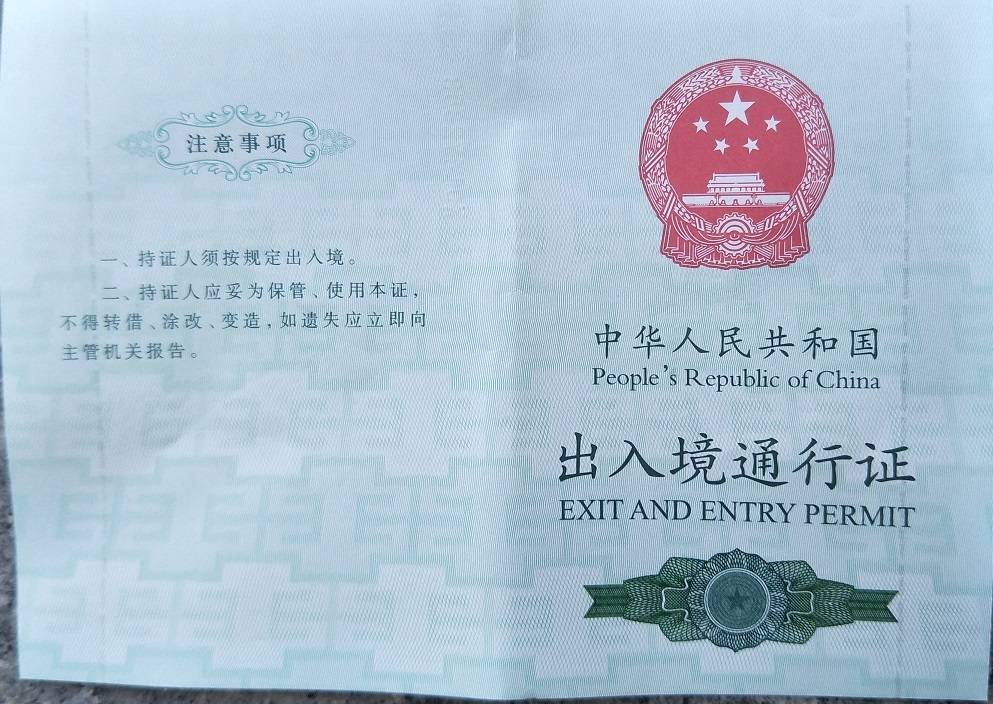 注意事项
一、持证人须按规定出入境。
二、持证人应妥为保管、使用本证，
不得转借、涂改、变造，如遗失应立即向
主管机关报告。
中华人民共和国
People's Republic of China
出入境通行证
EXIT AND ENTRY PERMIT